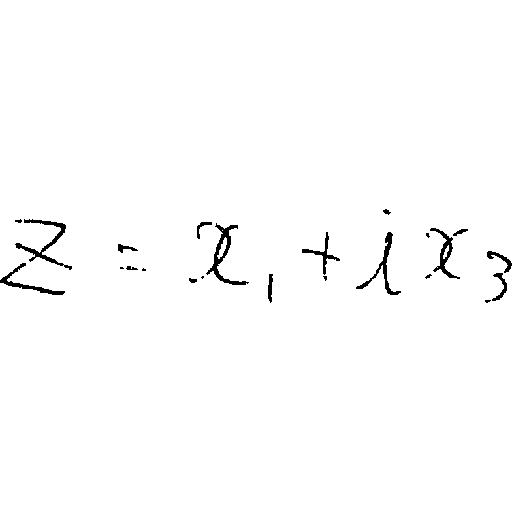 z = x₁ + i x₃